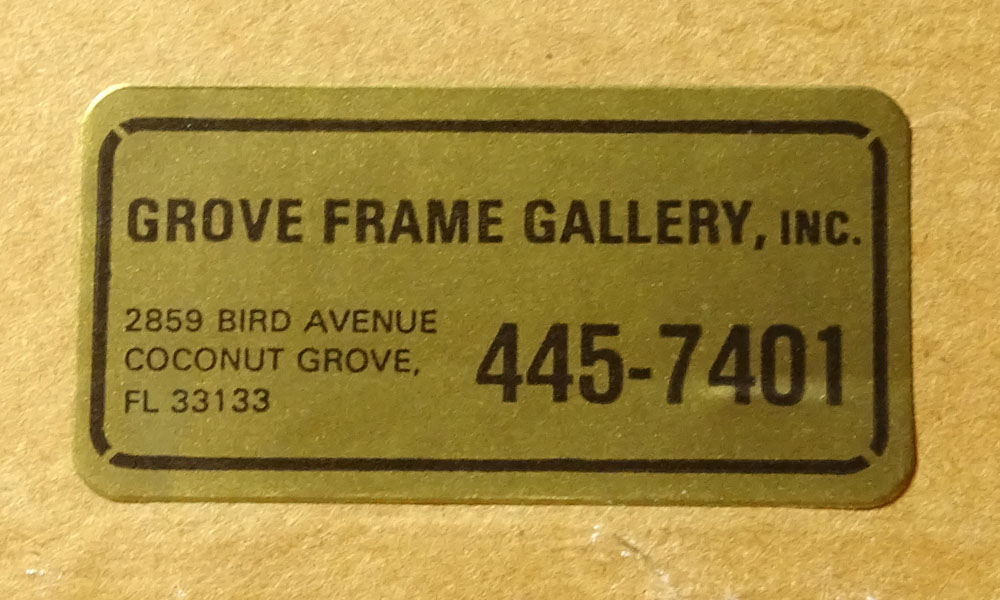 GROVE FRAME GALLERY, INC.
2859 BIRD AVENUE
COCONUT GROVE,
FL 33133
445-7401